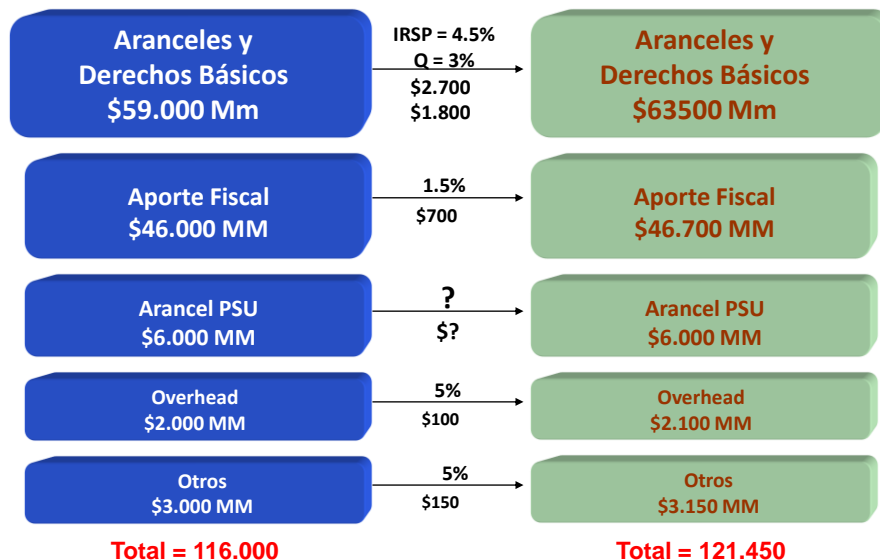 Aranceles y
Derechos Básicos
$59.000 Mm
IRSP = 4.5%
Q = 3%
$2.700
$1.800
Aranceles y
Derechos Básicos
$63500 Mm
Aporte Fiscal
$46.000 MM
1.5%
$700
Aporte Fiscal
$46.700 MM
Arancel PSU
$6.000 MM
?
$?
Arancel PSU
$6.000 MM
Overhead
$2.000 MM
5%
$100
Overhead
$2.100 MM
Otros
$3.000 MM
5%
$150
Otros
$3.150 MM
Total = 116.000
Total = 121.450